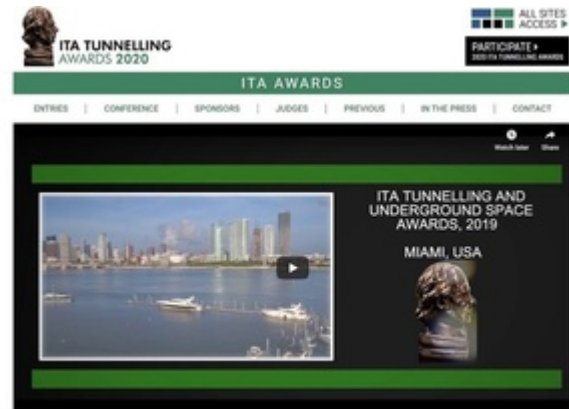 ITA TUNNELLING
AWARDS 2020
ALL SITES
ACCESS
PARTICIPATE
2020 ITA TUNNELLING AWARDS
ITA AWARDS
ENTRIES | CONFERENCE | SPONSORS | JUDGES | PREVIOUS | IN THE PRESS | CONTACT
Watch later Share
ITA TUNNELLING AND
UNDERGROUND SPACE
AWARDS, 2019
MIAMI, USA